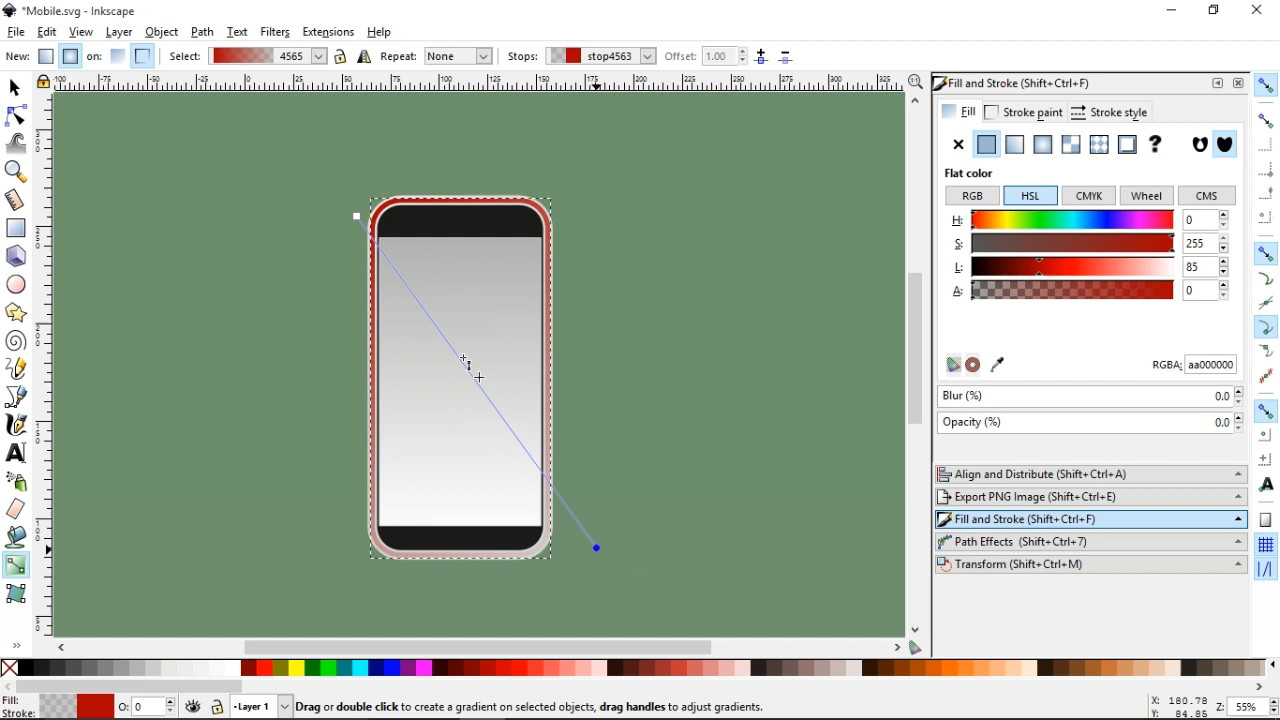 *Mobile.svg - Inkscape
File Edit View Layer Object Path Text Filters Extensions Help
New: on: Select: 4565 Repeat: None Stops: stop4563 Offset: 1.00
Fill and Stroke (Shift+Ctrl+F)
Fill Stroke paint Stroke style
Flat color
RGB HSL CMYK Wheel CMS
H: 0
S: 255
L: 85
A: 0
RGBA: aa000000
Blur (%) 0.0
Opacity (%) 0.0
Align and Distribute (Shift+Ctrl+A)
Export PNG Image (Shift+Ctrl+E)
Fill and Stroke (Shift+Ctrl+F)
Path Effects (Shift+Ctrl+7)
Transform (Shift+Ctrl+M)
Fill:
Stroke:
O: 0 •Layer 1 Drag or double click to create a gradient on selected objects, drag handles to adjust gradients.
X: 180.78
Y: 84.85
Z: 55%